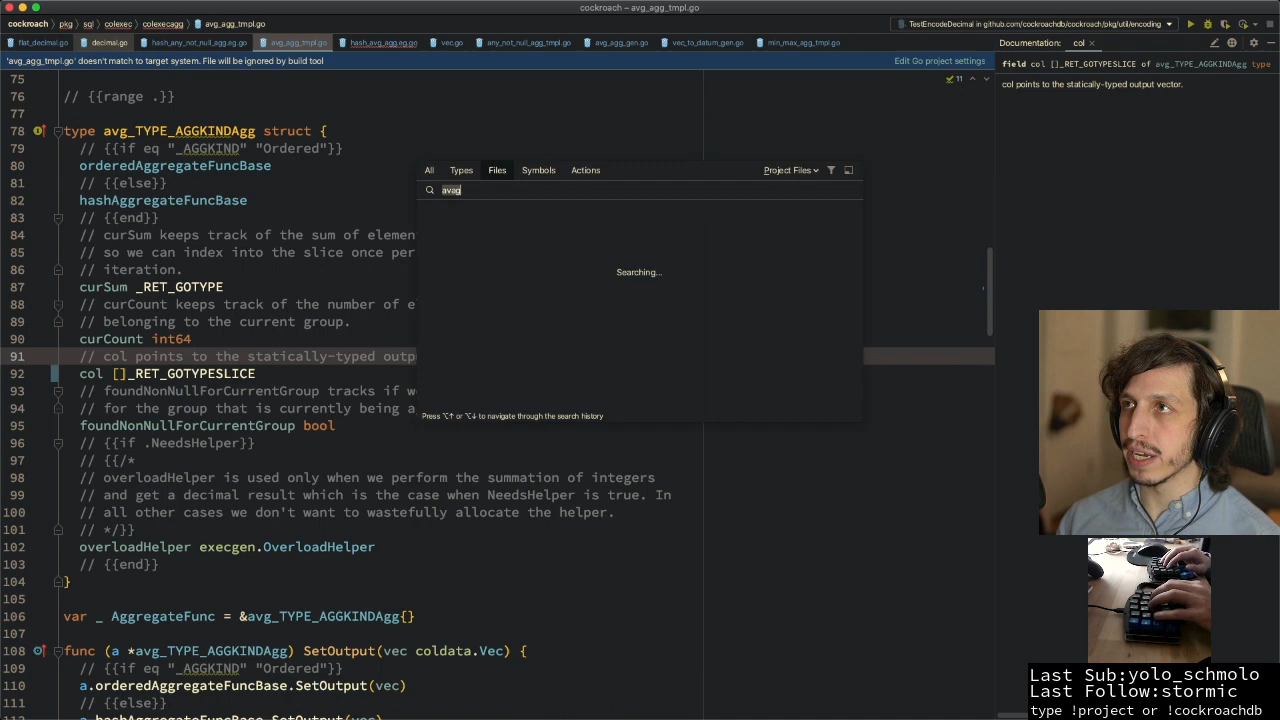 cockroach – avg_agg_tmpl.go
cockroach › pkg › sql › colexec › colexecagg › avg_agg_tmpl.go
TestEncodeDecimal in github.com/cockroachdb/cockroach/pkg/util/encoding
flat_decimal.go decimal.go hash_any_not_null_agg.eg.go avg_agg_tmpl.go hash_avg_agg.eg.go vec.go any_not_null_agg_tmpl.go avg_agg_gen.go vec_to_datum_gen.go min_max_agg_tmpl.go
Documentation: col ×
'avg_agg_tmpl.go' doesn't match to target system. File will be ignored by build tool Edit Go project settings
field col []_RET_GOTYPESLICE of avg_TYPE_AGGKINDAgg type
col points to the statically-typed output vector.
11
75
76 // {{range .}}
77
78 type avg_TYPE_AGGKINDAgg struct {
79 // {{if eq "_AGGKIND" "Ordered"}}
80 orderedAggregateFuncBase
81 // {{else}}
82 hashAggregateFuncBase
83 // {{end}}
84 // curSum keeps track of the sum of elemen
85 // so we can index into the slice once per
86 // iteration.
87 curSum _RET_GOTYPE
88 // curCount keeps track of the number of e
89 // belonging to the current group.
90 curCount int64
91 // col points to the statically-typed outp
92 col []_RET_GOTYPESLICE
93 // foundNonNullForCurrentGroup tracks if w
94 // for the group that is currently being a
95 foundNonNullForCurrentGroup bool
96 // {{if .NeedsHelper}}
97 // {{/*
98 // overloadHelper is used only when we perform the summation of integers
99 // and get a decimal result which is the case when NeedsHelper is true. In
100 // all other cases we don't want to wastefully allocate the helper.
101 // */}}
102 overloadHelper execgen.OverloadHelper
103 // {{end}}
104 }
105
106 var _ AggregateFunc = &avg_TYPE_AGGKINDAgg{}
107
108 func (a *avg_TYPE_AGGKINDAgg) SetOutput(vec coldata.Vec) {
109 // {{if eq "_AGGKIND" "Ordered"}}
110 a.orderedAggregateFuncBase.SetOutput(vec)
111 // {{else}}
112 a.hashAggregateFuncBase.SetOutput(vec)
All Types Files Symbols Actions Project Files
avag
Searching...
Press ⌥↑ or ⌥↓ to navigate through the search history
Last Sub:yolo_schmolo
Last Follow:stormic
type !project or !cockroachdb